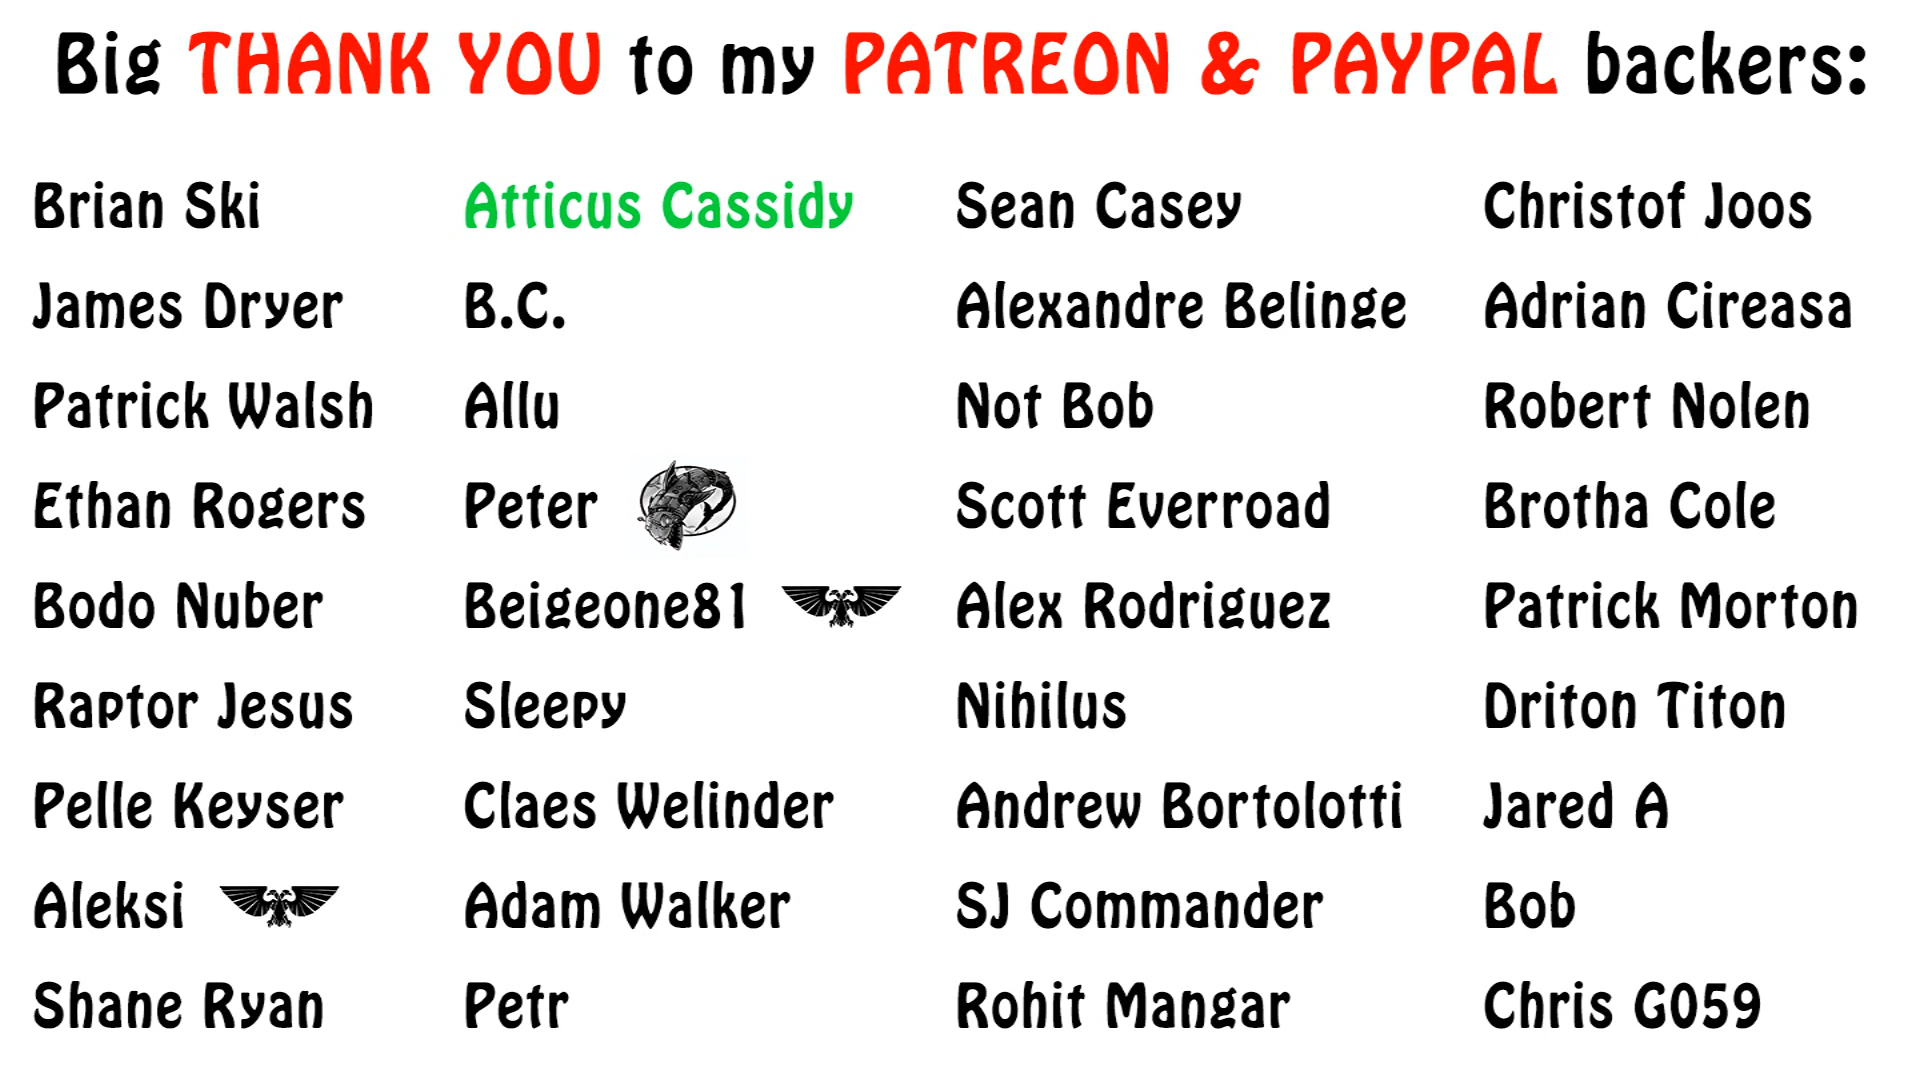 Big THANK YOU to my PATREON & PAYPAL backers:
Brian Ski
James Dryer
Patrick Walsh
Ethan Rogers
Bodo Nuber
Raptor Jesus
Pelle Keyser
Aleksi
Shane Ryan
Atticus Cassidy
B.C.
Allu
Peter
Beigeone81
Sleepy
Claes Welinder
Adam Walker
Petr
Sean Casey
Alexandre Belinge
Not Bob
Scott Everroad
Alex Rodriguez
Nihilus
Andrew Bortolotti
SJ Commander
Rohit Mangar
Christof Joos
Adrian Cireasa
Robert Nolen
Brotha Cole
Patrick Morton
Driton Titon
Jared A
Bob
Chris G059